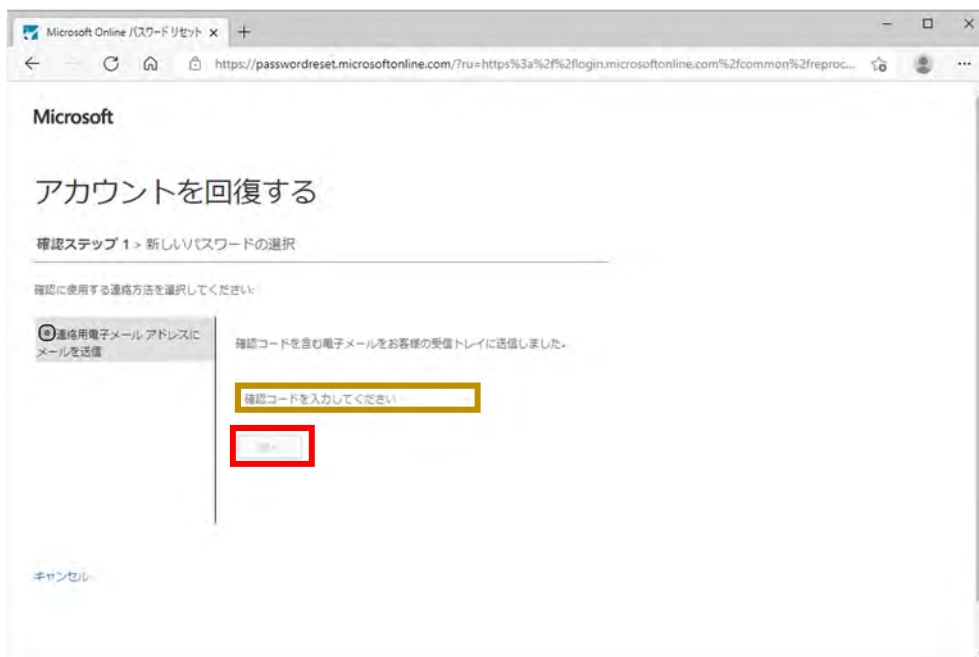 Microsoft Online パスワード リセット
https://passwordreset.microsoftonline.com/?ru=https%3a%2f%2flogin.microsoftonline.com%2fcommon%2freproc...
Microsoft
アカウントを回復する
確認ステップ 1 > 新しいパスワードの選択
確認に使用する連絡方法を選択してください:
連絡用電子メール アドレスに
メールを送信
確認コードを含む電子メールをお客様の受信トレイに送信しました。
確認コードを入力してください
キャンセル